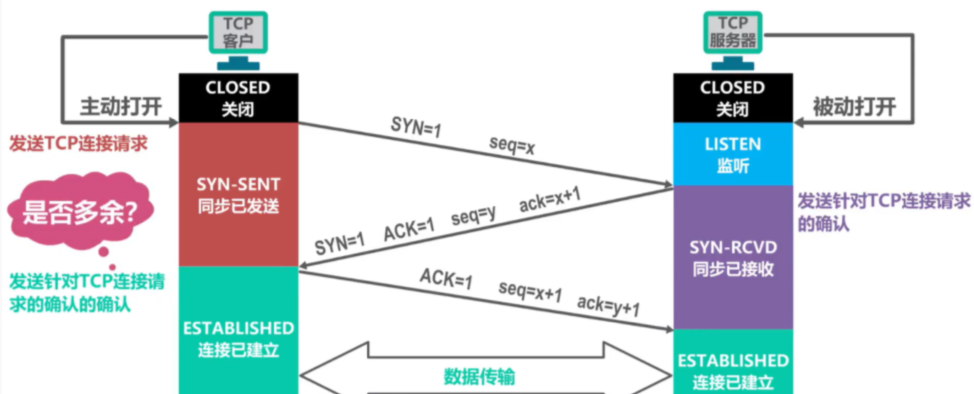 TCP
客户
TCP
服务器
CLOSED
关闭
CLOSED
关闭
主动打开
被动打开
发送TCP连接请求
SYN=1 seq=x
LISTEN
监听
SYN-SENT
同步已发送
是否多余?
SYN=1 ACK=1 seq=y ack=x+1
发送针对TCP连接请求
的确认
SYN-RCVD
同步已接收
发送针对TCP连接请
求的确认的确认
ACK=1 seq=x+1 ack=y+1
ESTABLISHED
连接已建立
数据传输
ESTABLISHED
连接已建立